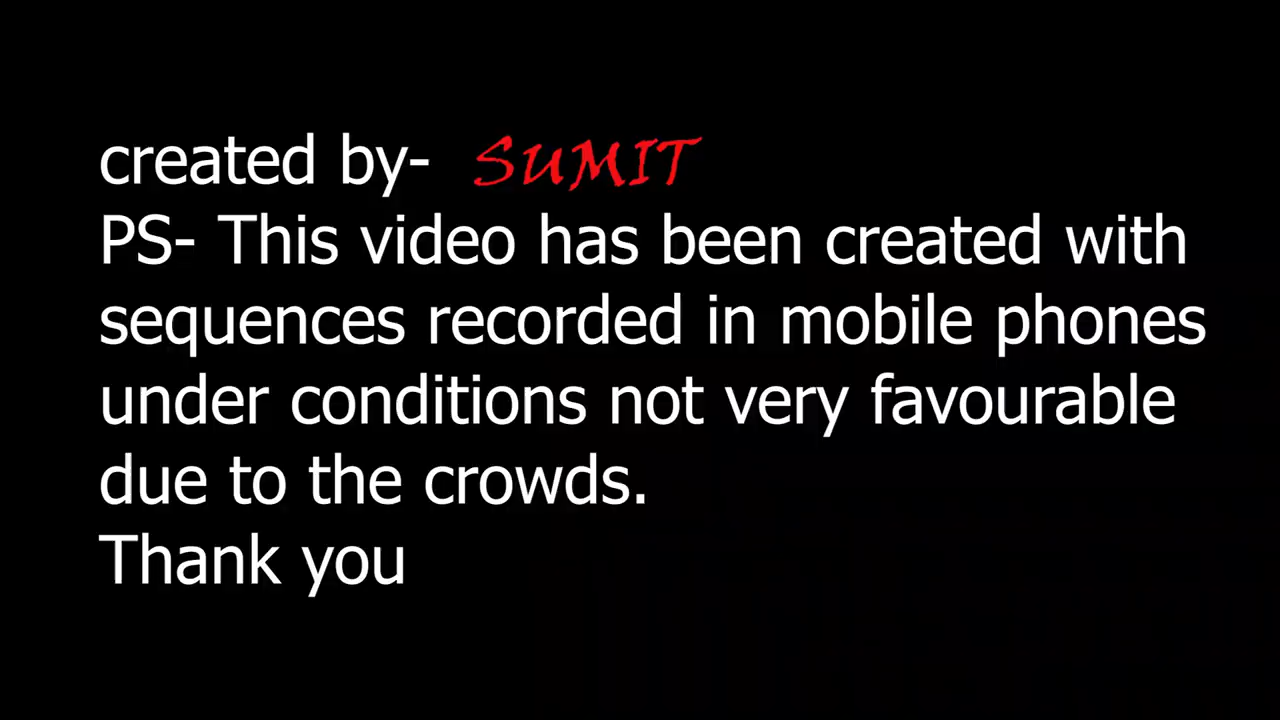 created by- SUMIT
PS- This video has been created with
sequences recorded in mobile phones
under conditions not very favourable
due to the crowds.
Thank you